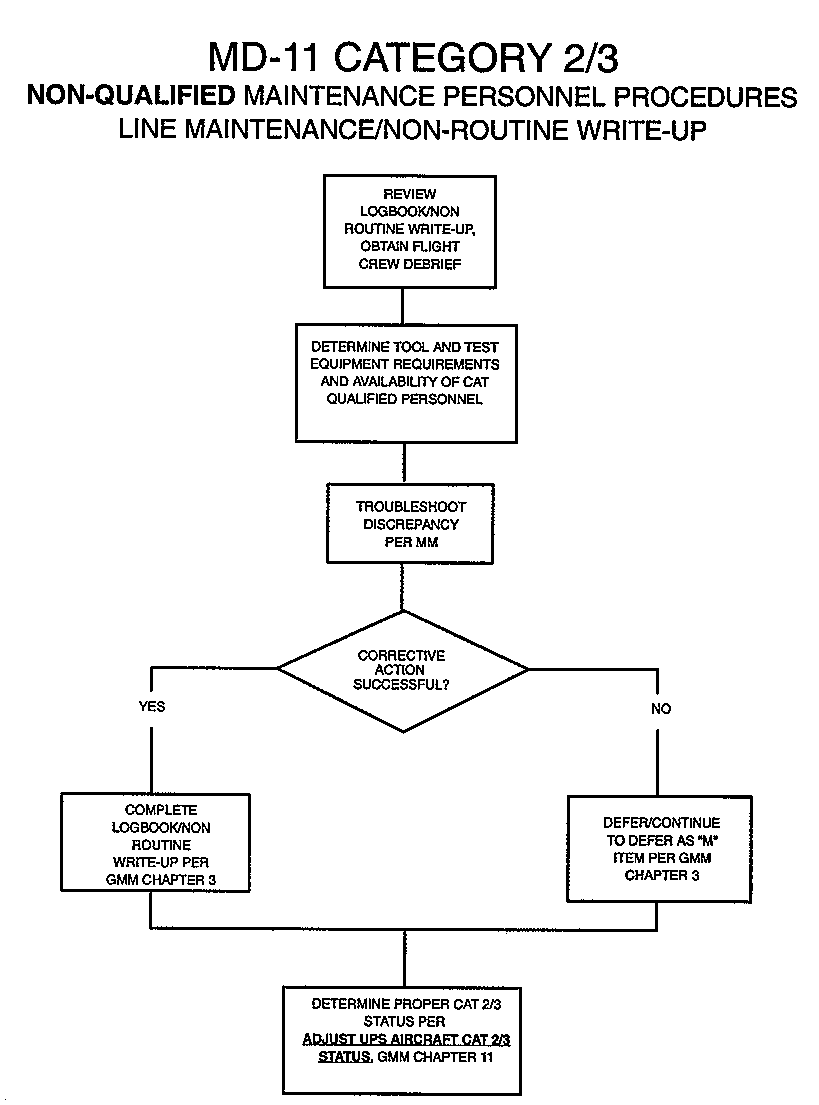 MD-11 CATEGORY 2/3
NON-QUALIFIED MAINTENANCE PERSONNEL PROCEDURES
LINE MAINTENANCE/NON-ROUTINE WRITE-UP
REVIEW
LOGBOOK/NON
ROUTINE WRITE-UP,
OBTAIN FLIGHT
CREW DEBRIEF
DETERMINE TOOL AND TEST
EQUIPMENT REQUIREMENTS
AND AVAILABILITY OF CAT
QUALIFIED PERSONNEL
TROUBLESHOOT
DISCREPANCY
PER MM
CORRECTIVE
ACTION
SUCCESSFUL?
YES
NO
COMPLETE
LOGBOOK/NON
ROUTINE
WRITE-UP PER
GMM CHAPTER 3
DEFER/CONTINUE
TO DEFER AS "M"
ITEM PER GMM
CHAPTER 3
DETERMINE PROPER CAT 2/3
STATUS PER
ADJUST UPS AIRCRAFT CAT 2/3
STATUS, GMM CHAPTER 11